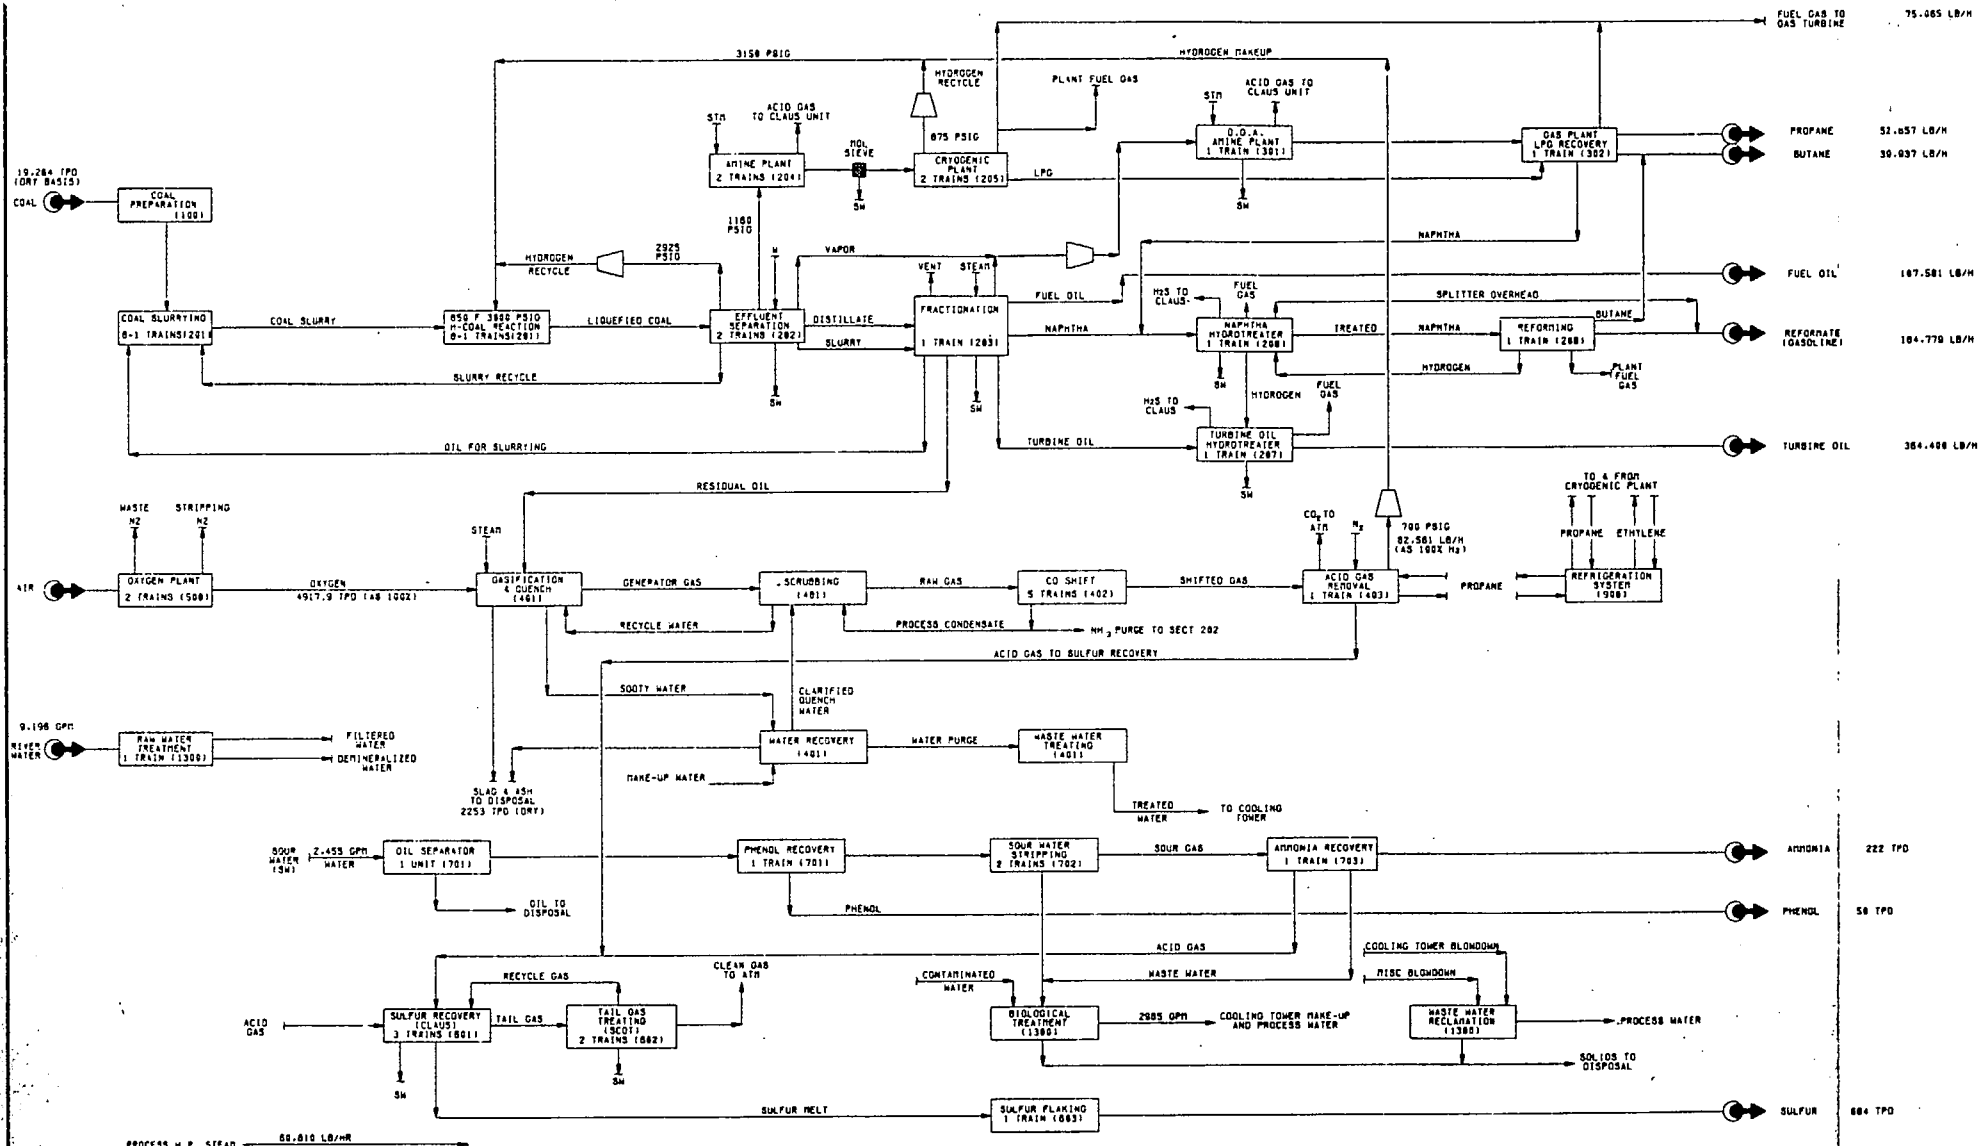 FUEL GAS TO
GAS TURBINE
75.065 LB/H
3150 PSIG
HYDROGEN MAKEUP
HYDROGEN
RECYCLE
PLANT FUEL GAS
ACID GAS TO
CLAUS UNIT
STM
ACID GAS
TO CLAUS UNIT
STM
875 PSIG
MOL
SIEVE
D.G.A.
AMINE PLANT
1 TRAIN (301)
GAS PLANT
LPG RECOVERY
1 TRAIN (302)
PROPANE
52.657 LB/H
BUTANE
39.937 LB/H
AMINE PLANT
2 TRAINS (204)
CRYOGENIC
PLANT
2 TRAINS (205)
LPG
19.264 TPD
(DRY BASIS)
COAL
COAL
PREPARATION
(100)
SW
SW
1160
PSIG
NAPHTHA
HYDROGEN
RECYCLE
2925
PSIG
W
VAPOR
VENT
STEAM
H2S TO
CLAUS
FUEL
GAS
FUEL OIL
187.581 LB/H
FUEL OIL
SPLITTER OVERHEAD
BUTANE
COAL SLURRYING
6-1 TRAINS(201)
COAL SLURRY
850 F 3000 PSIG
H-COAL REACTION
6-1 TRAINS(201)
LIQUEFIED COAL
EFFLUENT
SEPARATION
2 TRAINS (202)
DISTILLATE
SLURRY
FRACTIONATION
1 TRAIN (203)
NAPHTHA
NAPHTHA
HYDROTREATER
1 TRAIN (206)
TREATED
NAPHTHA
REFORMING
1 TRAIN (208)
REFORMATE
(GASOLINE)
184.779 LB/H
HYDROGEN
PLANT
FUEL
GAS
SLURRY RECYCLE
SW
SW
SW
H2S TO
CLAUS
HYDROGEN
FUEL
GAS
OIL FOR SLURRYING
TURBINE OIL
TURBINE OIL
HYDROTREATER
1 TRAIN (207)
TURBINE OIL
364.408 LB/H
RESIDUAL OIL
SW
TO & FROM
CRYOGENIC PLANT
WASTE
N2
STRIPPING
N2
STEAM
CO2 TO
ATM
N2
700 PSIG
82.561 LB/H
(AS 100% H2)
PROPANE
ETHYLENE
AIR
OXYGEN PLANT
2 TRAINS (500)
OXYGEN
4917.9 TPD (AS 100%)
GASIFICATION
& QUENCH
(401)
GENERATOR GAS
SCRUBBING
(401)
RAW GAS
CO SHIFT
5 TRAINS (402)
SHIFTED GAS
ACID GAS
REMOVAL
1 TRAIN (403)
PROPANE
REFRIGERATION
SYSTEM
(900)
RECYCLE WATER
PROCESS CONDENSATE
NH3 PURGE TO SECT 202
ACID GAS TO SULFUR RECOVERY
SOOTY WATER
CLARIFIED
QUENCH
WATER
9.196 GPM
RIVER
WATER
RAW WATER
TREATMENT
1 TRAIN (1300)
FILTERED
WATER
DEMINERALIZED
WATER
WATER RECOVERY
(401)
WATER PURGE
WASTE WATER
TREATING
(401)
MAKE-UP WATER
SLAG & ASH
TO DISPOSAL
2253 TPD (DRY)
TREATED
WATER
TO COOLING
TOWER
SOUR
WATER
(SW)
2.455 GPM
WATER
OIL SEPARATOR
1 UNIT (701)
PHENOL RECOVERY
1 TRAIN (701)
SOUR WATER
STRIPPING
2 TRAINS (702)
SOUR GAS
AMMONIA RECOVERY
1 TRAIN (703)
AMMONIA
222 TPD
OIL TO
DISPOSAL
PHENOL
PHENOL
50 TPD
ACID GAS
COOLING TOWER BLOWDOWN
RECYCLE GAS
CLEAN GAS
TO ATM
CONTAMINATED
WATER
WASTE WATER
MISC BLOWDOWN
ACID
GAS
SULFUR RECOVERY
(CLAUS)
3 TRAINS (601)
TAIL GAS
TAIL GAS
TREATING
(SCOT)
2 TRAINS (602)
BIOLOGICAL
TREATMENT
(1300)
2985 GPM
COOLING TOWER MAKE-UP
AND PROCESS WATER
WASTE WATER
RECLAMATION
(1300)
PROCESS WATER
SOLIDS TO
DISPOSAL
SW
SW
SULFUR MELT
SULFUR FLAKING
1 TRAIN (603)
SULFUR
604 TPD
PROCESS H.P. STEAM
60.810 LB/HR